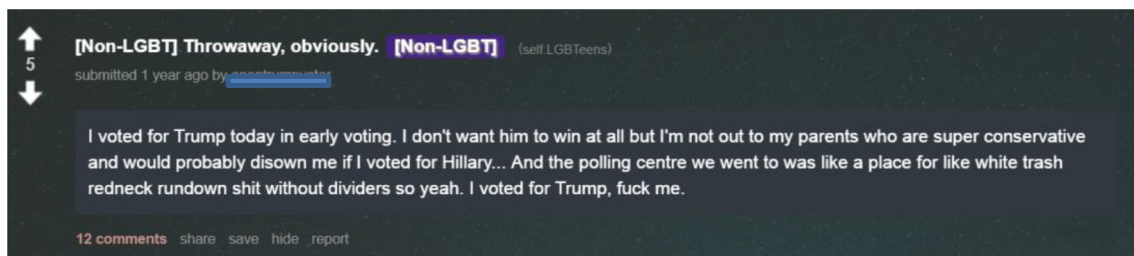 [Non-LGBT] Throwaway, obviously. [Non-LGBT] (self.LGBTeens)
5
submitted 1 year ago by
I voted for Trump today in early voting. I don't want him to win at all but I'm not out to my parents who are super conservative
and would probably disown me if I voted for Hillary... And the polling centre we went to was like a place for like white trash
redneck rundown shit without dividers so yeah. I voted for Trump, fuck me.
12 comments share save hide report